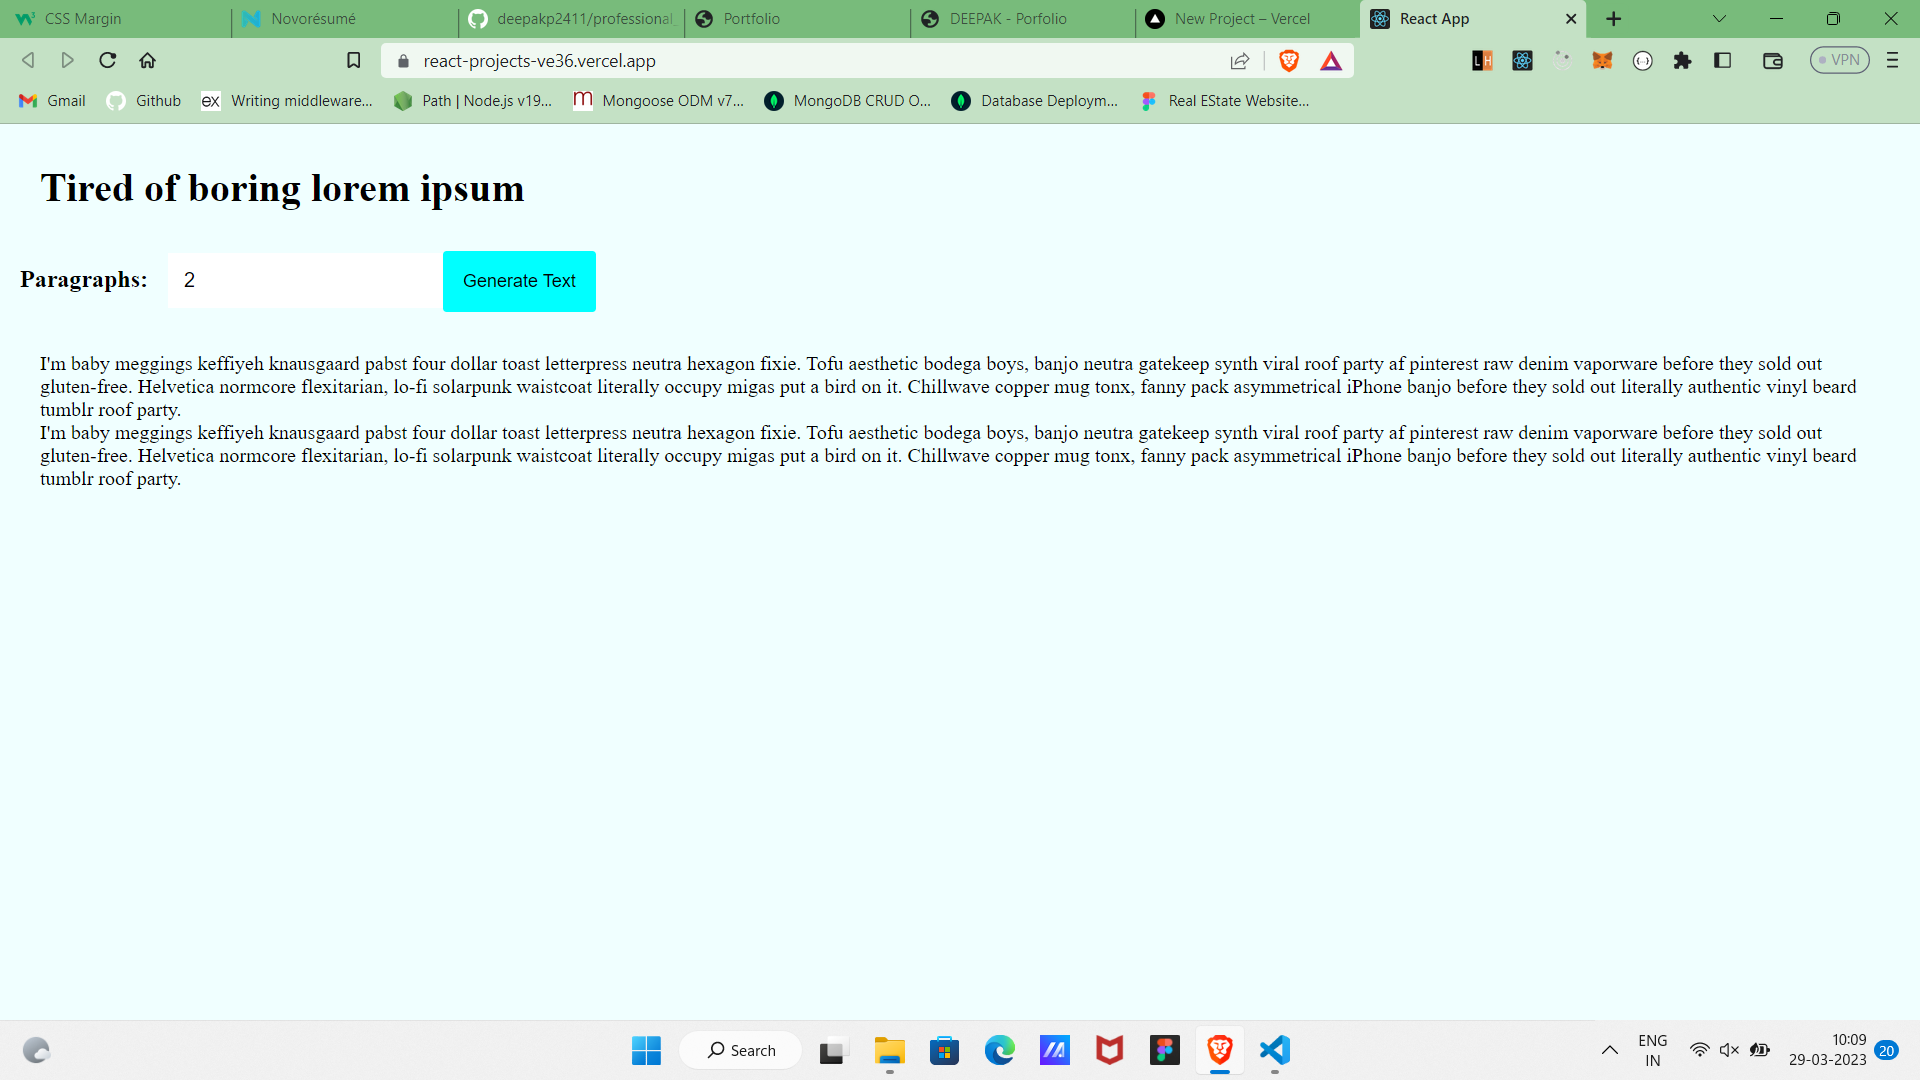 CSS Margin
Novorésumé
deepakp2411/professional_
Portfolio
DEEPAK - Porfolio
New Project – Vercel
React App
react-projects-ve36.vercel.app
VPN
Gmail
Github
ex
Writing middleware...
Path | Node.js v19...
m
Mongoose ODM v7...
MongoDB CRUD O...
Database Deploym...
Real EState Website...
LH
Tired of boring lorem ipsum
Paragraphs:
2
Generate Text
I'm baby meggings keffiyeh knausgaard pabst four dollar toast letterpress neutra hexagon fixie. Tofu aesthetic bodega boys, banjo neutra gatekeep synth viral roof party af pinterest raw denim vaporware before they sold out
gluten-free. Helvetica normcore flexitarian, lo-fi solarpunk waistcoat literally occupy migas put a bird on it. Chillwave copper mug tonx, fanny pack asymmetrical iPhone banjo before they sold out literally authentic vinyl beard
tumblr roof party.
I'm baby meggings keffiyeh knausgaard pabst four dollar toast letterpress neutra hexagon fixie. Tofu aesthetic bodega boys, banjo neutra gatekeep synth viral roof party af pinterest raw denim vaporware before they sold out
gluten-free. Helvetica normcore flexitarian, lo-fi solarpunk waistcoat literally occupy migas put a bird on it. Chillwave copper mug tonx, fanny pack asymmetrical iPhone banjo before they sold out literally authentic vinyl beard
tumblr roof party.
Search
ENG
IN
10:09
29-03-2023
20